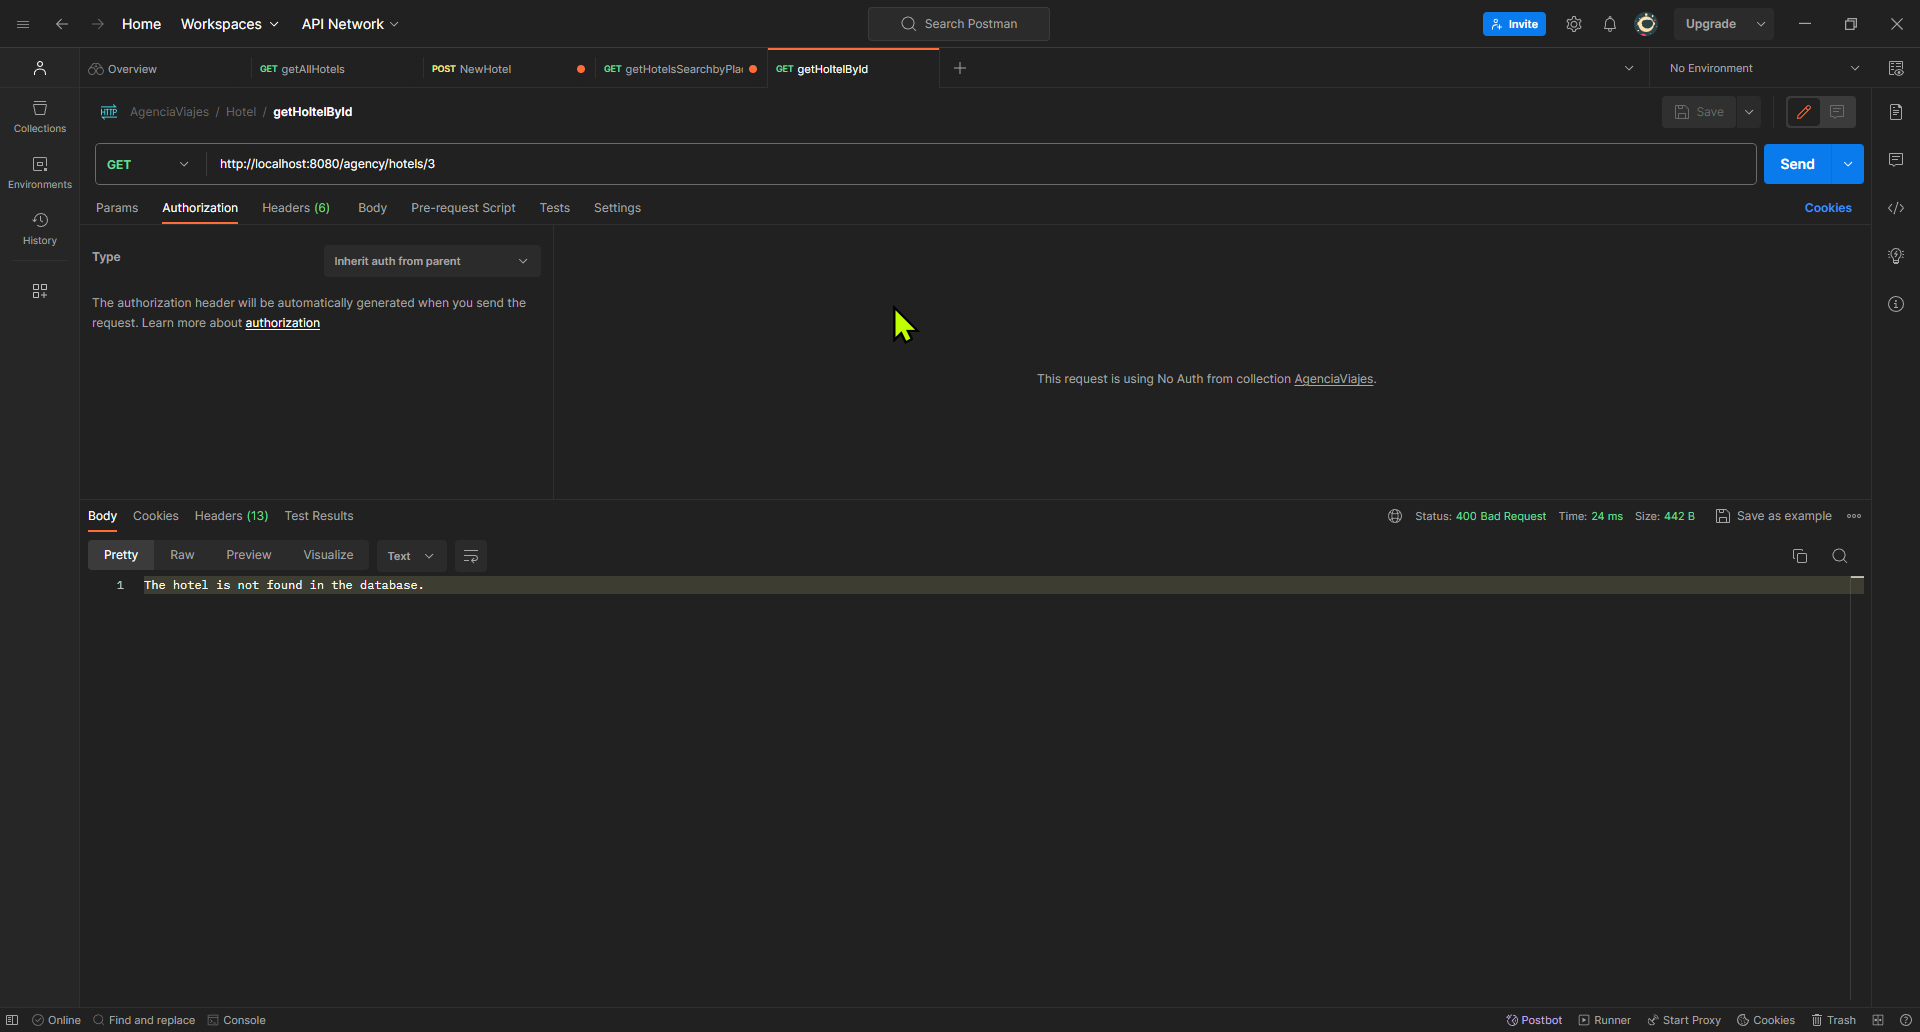 Home Workspaces API Network Search Postman Invite Upgrade
Overview GET getAllHotels POST NewHotel GET getHotelsSearchbyPla GET getHoltelById No Environment
HTTP AgenciaViajes / Hotel / getHoltelById Save
Collections
GET http://localhost:8080/agency/hotels/3 Send
Environments
Params Authorization Headers (6) Body Pre-request Script Tests Settings Cookies
History
Type Inherit auth from parent
The authorization header will be automatically generated when you send the
request. Learn more about authorization
This request is using No Auth from collection AgenciaViajes.
Body Cookies Headers (13) Test Results Status: 400 Bad Request Time: 24 ms Size: 442 B Save as example
Pretty Raw Preview Visualize Text
1 The hotel is not found in the database.
Online Find and replace Console Postbot Runner Start Proxy Cookies Trash